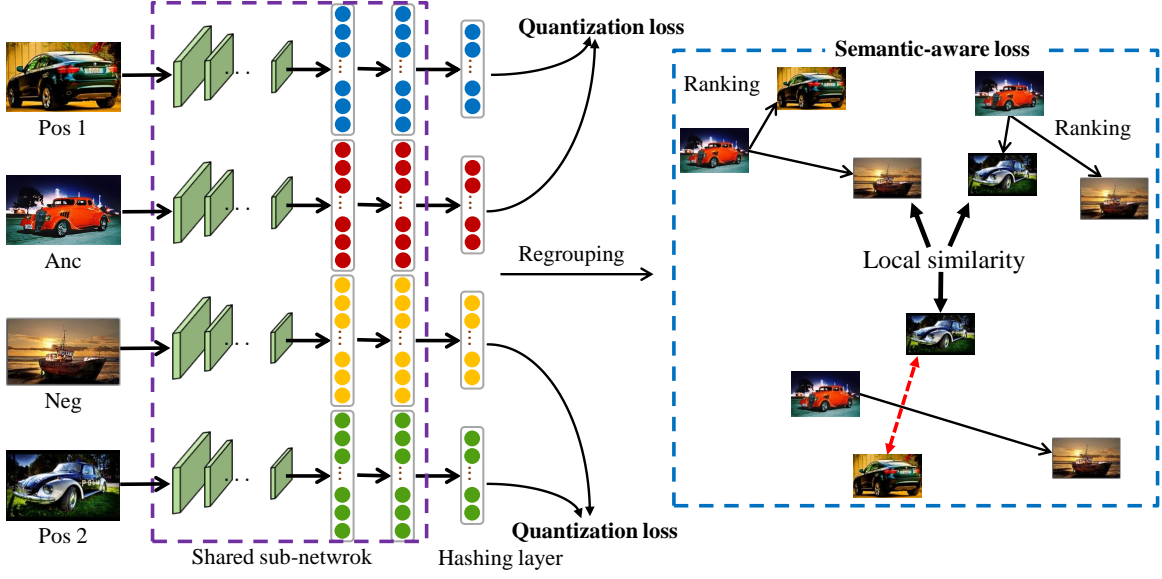 Quantization loss
Semantic-aware loss
Pos 1
Ranking
Ranking
Anc
Regrouping
Local similarity
Neg
Pos 2
Quantization loss
Shared sub-netwrok
Hashing layer